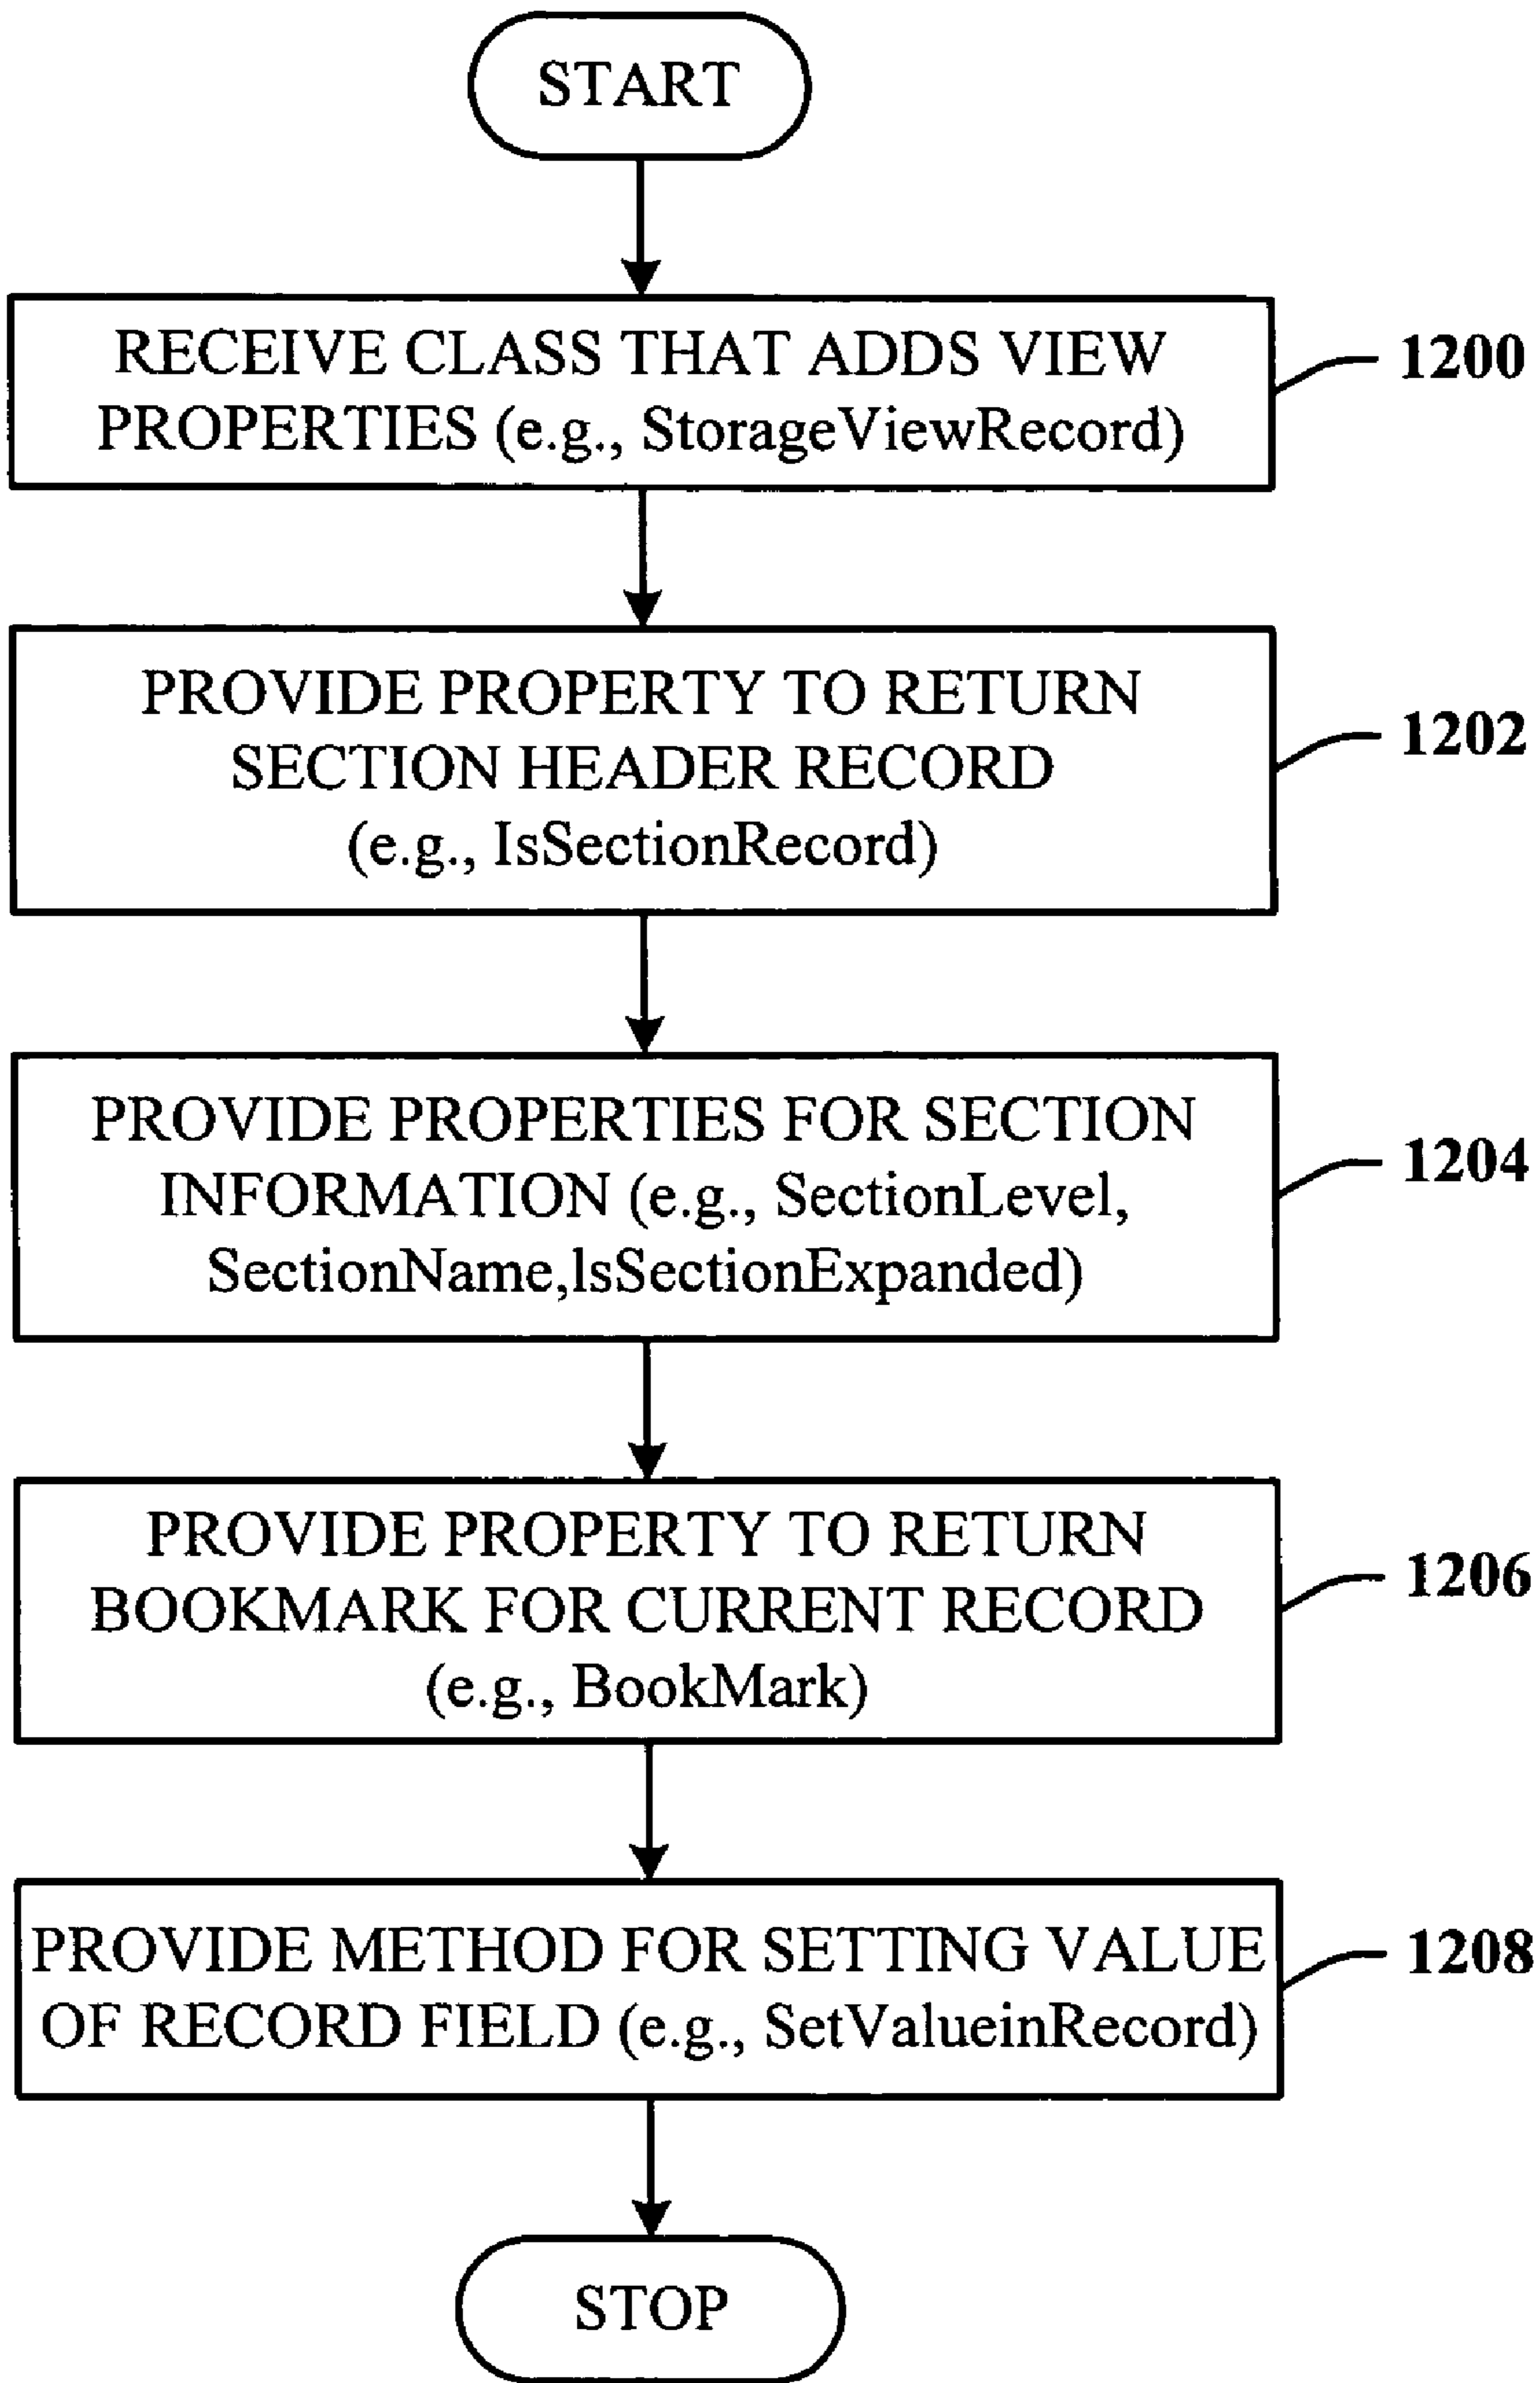 START
RECEIVE CLASS THAT ADDS VIEW
PROPERTIES (e.g., StorageViewRecord)
1200
PROVIDE PROPERTY TO RETURN
SECTION HEADER RECORD
(e.g., IsSectionRecord)
1202
PROVIDE PROPERTIES FOR SECTION
INFORMATION (e.g., SectionLevel,
SectionName,IsSectionExpanded)
1204
PROVIDE PROPERTY TO RETURN
BOOKMARK FOR CURRENT RECORD
(e.g., BookMark)
1206
PROVIDE METHOD FOR SETTING VALUE
OF RECORD FIELD (e.g., SetValueinRecord)
1208
STOP